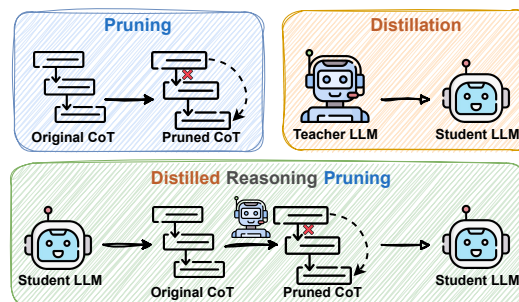 Pruning
Original CoT
Pruned CoT
Distillation
Teacher LLM
Student LLM
Distilled Reasoning Pruning
Student LLM
Original CoT
Pruned CoT
Student LLM